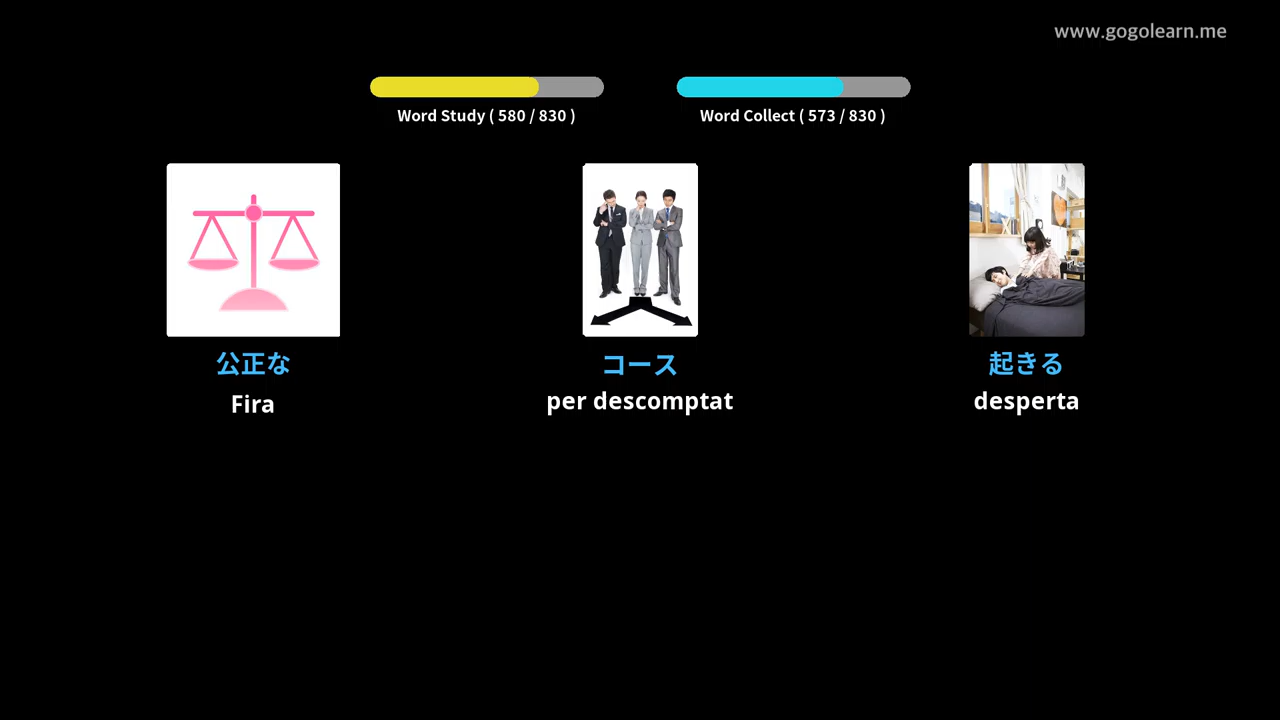 www.gogolearn.me
Word Study ( 580 / 830 )
Word Collect ( 573 / 830 )
公正な
コース
起きる
Fira
per descomptat
desperta